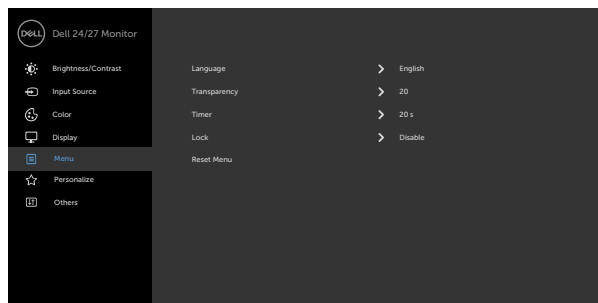 DELL Dell 24/27 Monitor
Brightness/Contrast Language English
Input Source Transparency 20
Color Timer 20 s
Display Lock Disable
Menu Reset Menu
Personalize
Others